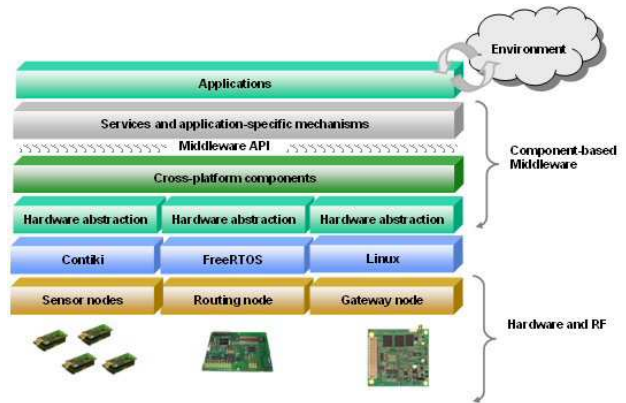 Environment
Applications
Services and application-specific mechanisms
Middleware API
Component-based
Middleware
Cross-platform components
Hardware abstraction Hardware abstraction Hardware abstraction
Contiki FreeRTOS Linux
Sensor nodes Routing node Gateway node
Hardware and RF